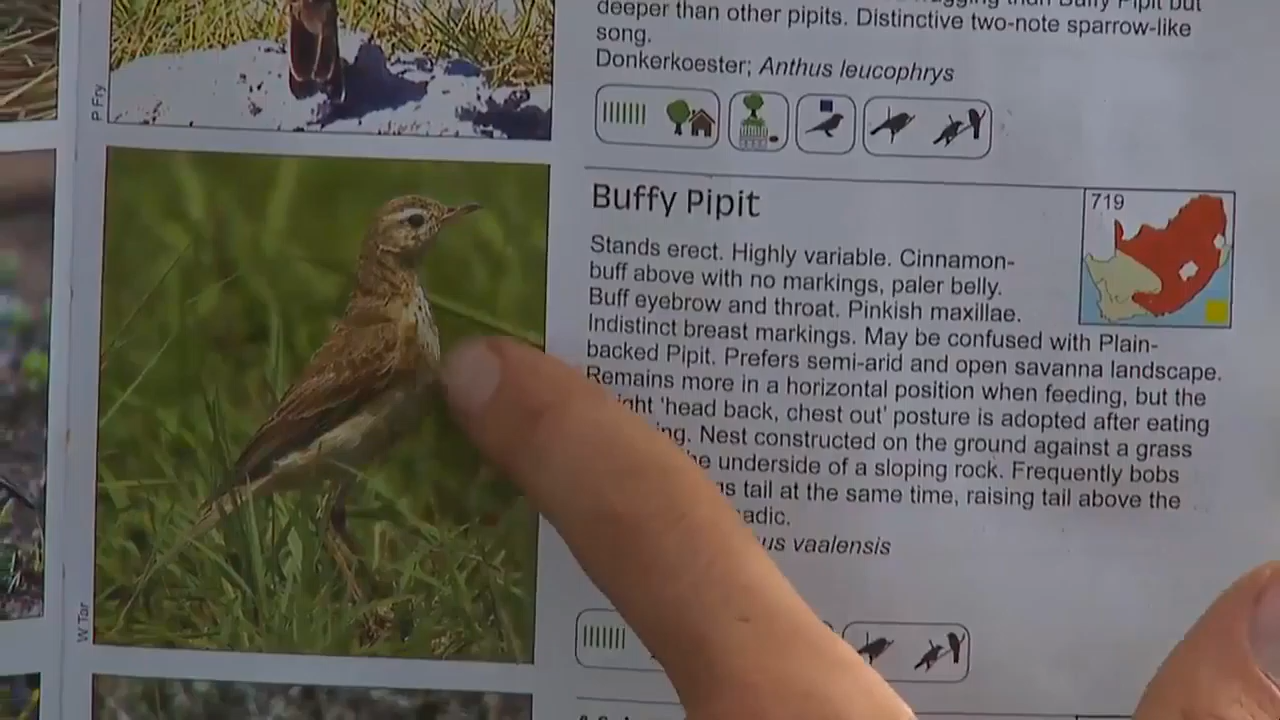 deeper than other pipits. Distinctive two-note sparrow-like
song.
Donkerkoester; Anthus leucophrys
P Fry
Buffy Pipit
719
Stands erect. Highly variable. Cinnamon-
buff above with no markings, paler belly.
Buff eyebrow and throat. Pinkish maxillae.
Indistinct breast markings. May be confused with Plain-
backed Pipit. Prefers semi-arid and open savanna landscape.
Remains more in a horizontal position when feeding, but the
'head back, chest out' posture is adopted after eating
Nest constructed on the ground against a grass
underside of a sloping rock. Frequently bobs
tail at the same time, raising tail above the
vaalensis
W Tar